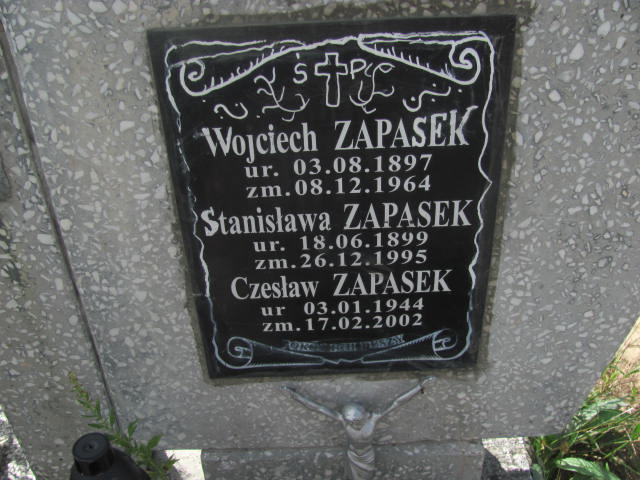 Ś P
Wojciech ZAPASEK
ur. 03.08.1897
zm.08.12.1964
Stanisława ZAPASEK
ur. 18.06.1899
zm.26.12.1995
Czesław ZAPASEK
ur 03.01.1944
zm.17.02.2002